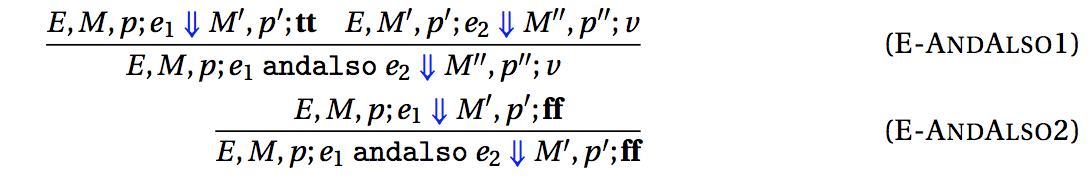 E, M, p; e₁ ⇓ M′, p′; tt   E, M′, p′; e₂ ⇓ M″, p″; v
E, M, p; e₁ andalso e₂ ⇓ M″, p″; v
(E-ANDALSO1)
E, M, p; e₁ ⇓ M′, p′; ff
E, M, p; e₁ andalso e₂ ⇓ M′, p′; ff
(E-ANDALSO2)